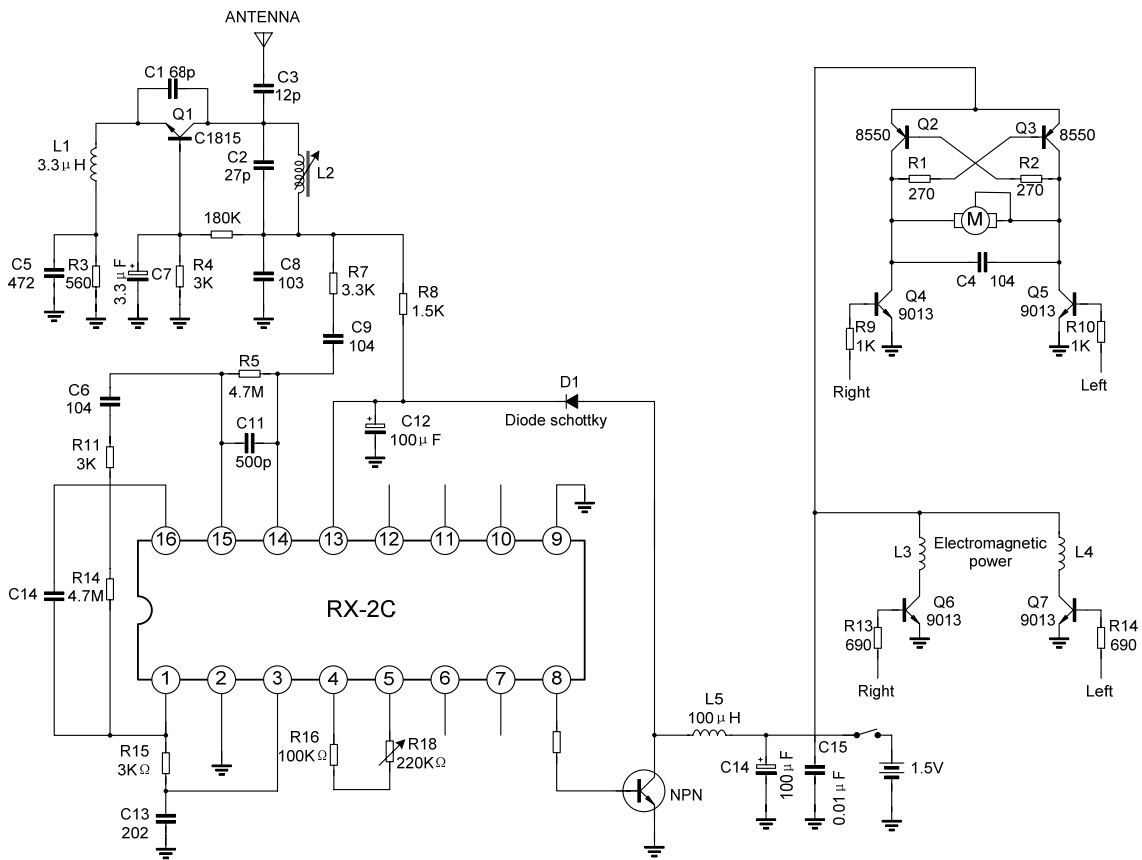 ANTENNA
C1 68p
C3
12p
Q1
C1815
L1
3.3μH
C2
27p
L2
180K
C5
472
R3
560
3.3μF
C7
R4
3K
C8
103
R7
3.3K
R8
1.5K
C9
104
R5
4.7M
C6
104
C11
500p
R11
3K
C12
100μF
D1
Diode schottky
16
15
14
13
12
11
10
9
C14
R14
4.7M
RX-2C
1
2
3
4
5
6
7
8
R15
3KΩ
C13
202
R16
100KΩ
R18
220KΩ
NPN
L5
100μH
C14
100μF
C15
0.01μF
1.5V
8550
Q2
Q3
8550
R1
270
R2
270
M
C4
104
Q4
9013
Q5
9013
R9
1K
R10
1K
Right
Left
L3
Electromagnetic
power
L4
Q6
9013
Q7
9013
R13
690
R14
690
Right
Left